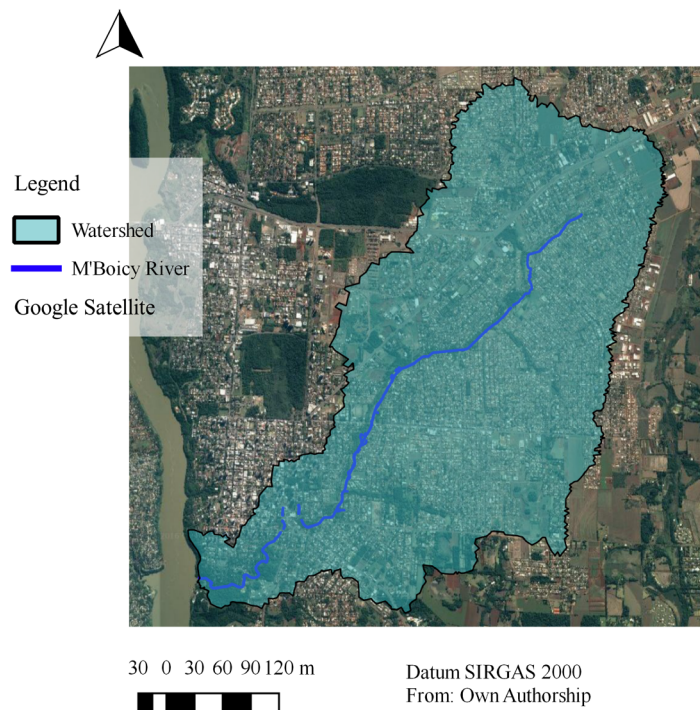 Legend
Watershed
M'Boicy River
Google Satellite
30 0 30 60 90 120 m
Datum SIRGAS 2000
From: Own Authorship